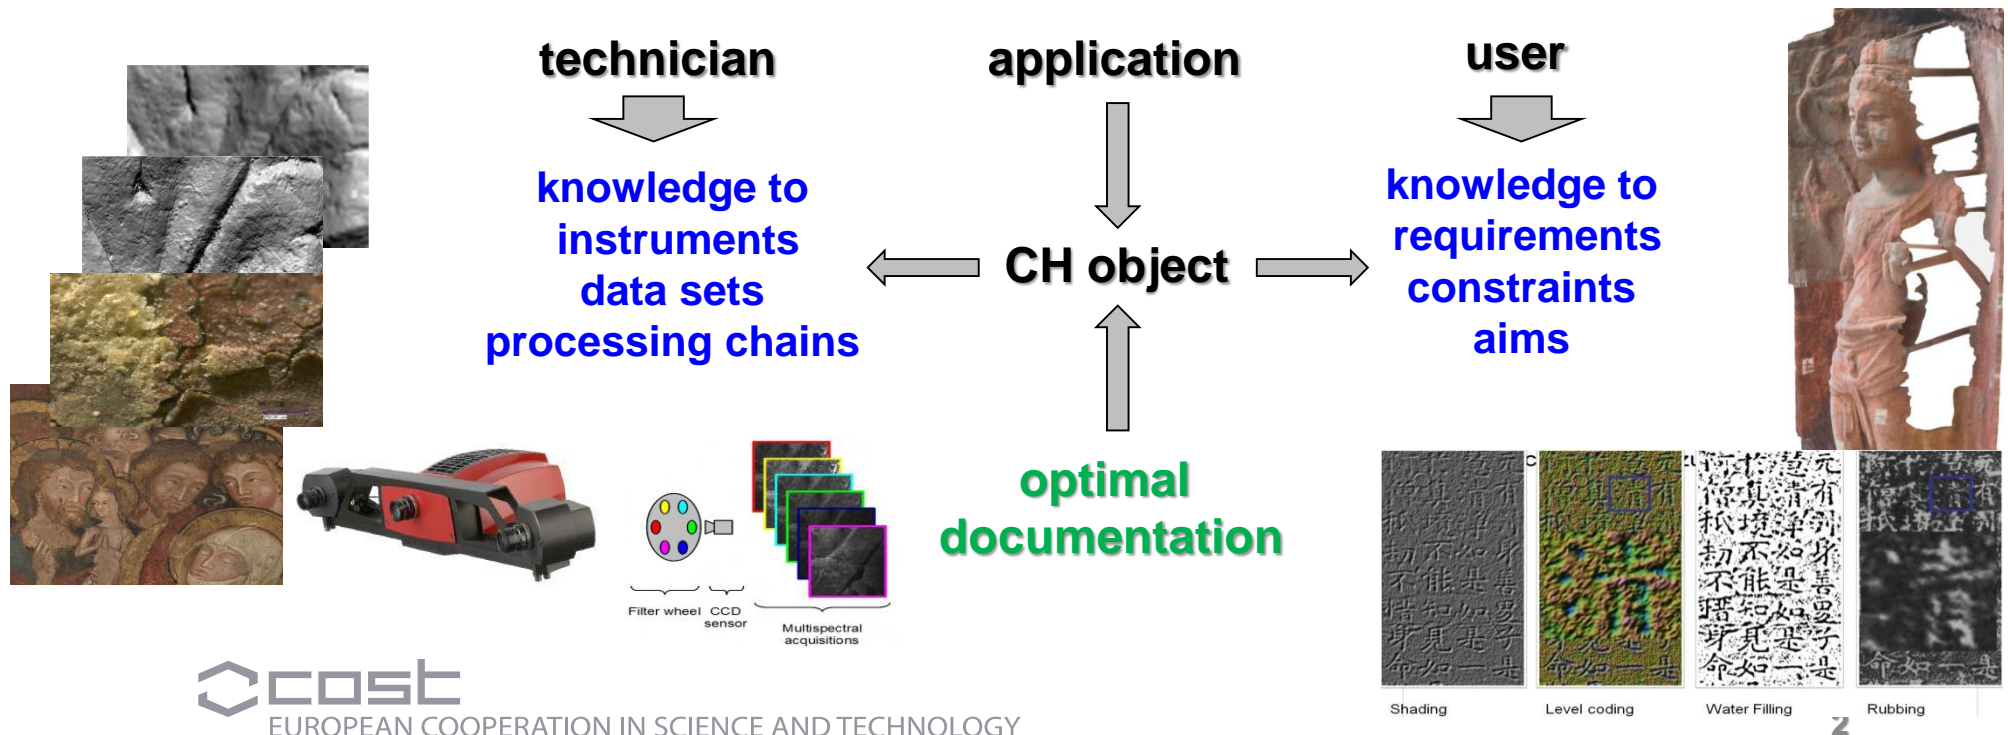 technician
application
user
knowledge to
instruments
data sets
processing chains
CH object
knowledge to
requirements
constraints
aims
optimal
documentation
Filter wheel
CCD
sensor
Multispectral
acquisitions
Shading
Level coding
Water Filling
Rubbing
cost
EUROPEAN COOPERATION IN SCIENCE AND TECHNOLOGY
2